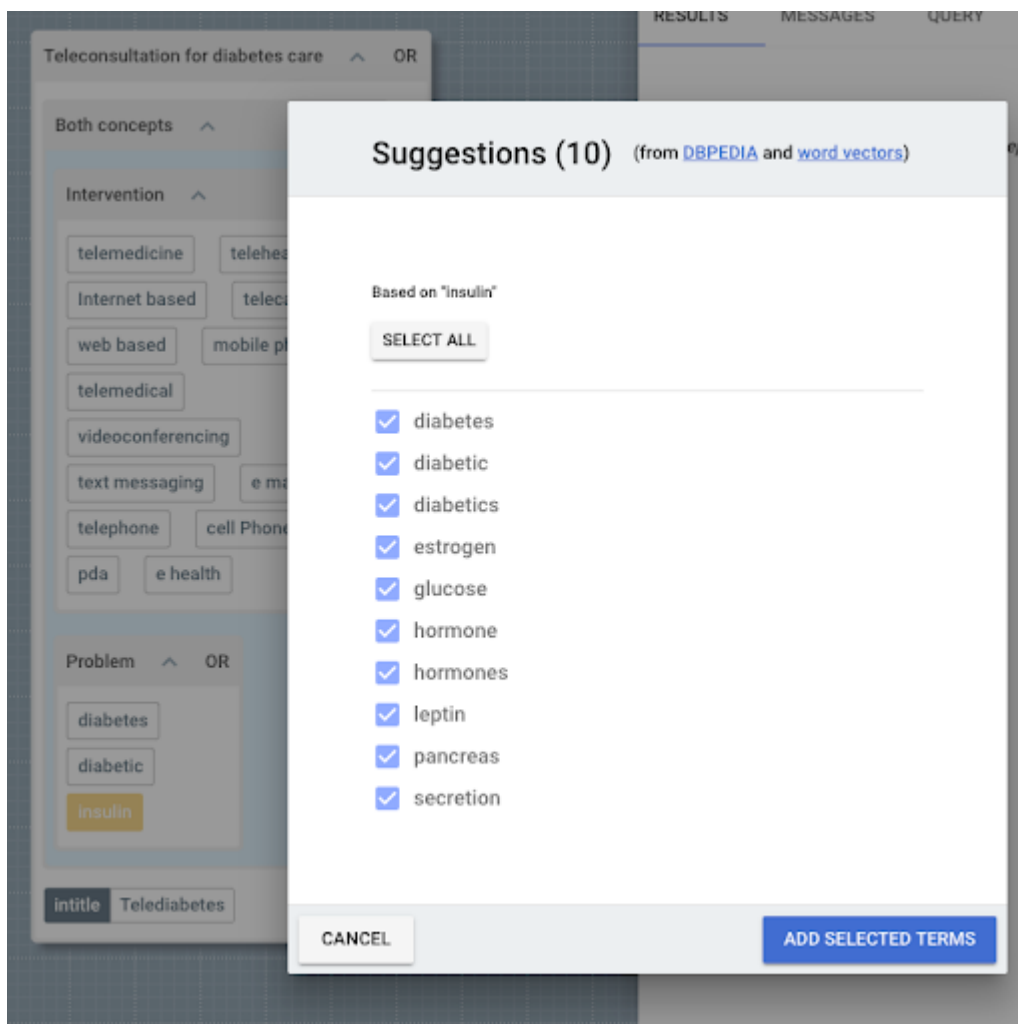 RESULTS MESSAGES QUERY
Teleconsultation for diabetes care OR
Both concepts
Intervention
telemedicine
Internet based
web based mobile
telemedical
videoconferencing
text messaging
telephone cell Phone
pda e health
Problem OR
diabetes
diabetic
insulin
intitle Telediabetes
Suggestions (10) (from DBPEDIA and word vectors)
Based on "insulin"
SELECT ALL
diabetes
diabetic
diabetics
estrogen
glucose
hormone
hormones
leptin
pancreas
secretion
CANCEL ADD SELECTED TERMS